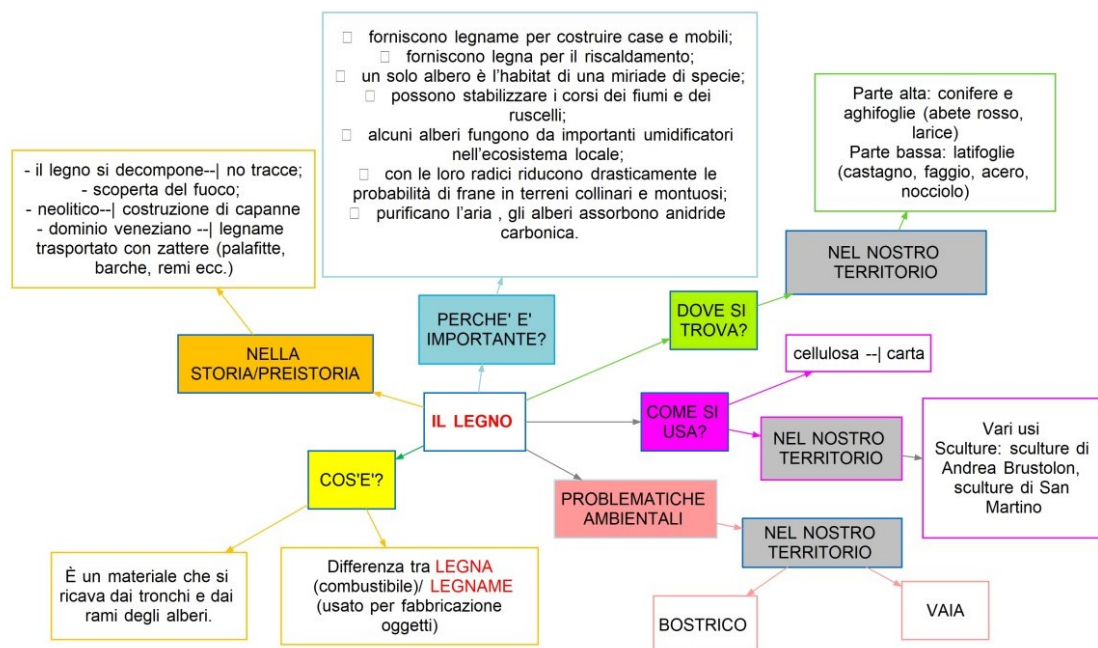 □ forniscono legname per costruire case e mobili;
□ forniscono legna per il riscaldamento;
□ un solo albero è l'habitat di una miriade di specie;
□ possono stabilizzare i corsi dei fiumi e dei
ruscelli;
□ alcuni alberi fungono da importanti umidificatori
nell'ecosistema locale;
□ con le loro radici riducono drasticamente le
probabilità di frane in terreni collinari e montuosi;
□ purificano l'aria , gli alberi assorbono anidride
carbonica.
Parte alta: conifere e
aghifoglie (abete rosso,
larice)
Parte bassa: latifoglie
(castagno, faggio, acero,
nocciolo)
- il legno si decompone--| no tracce;
- scoperta del fuoco;
- neolitico--| costruzione di capanne
- dominio veneziano --| legname
trasportato con zattere (palafitte,
barche, remi ecc.)
NEL NOSTRO
TERRITORIO
PERCHE' E'
IMPORTANTE?
DOVE SI
TROVA?
NELLA
STORIA/PREISTORIA
cellulosa --| carta
IL LEGNO
COME SI
USA?
NEL NOSTRO
TERRITORIO
Vari usi
Sculture: sculture di
Andrea Brustolon,
sculture di San
Martino
COS'E'?
PROBLEMATICHE
AMBIENTALI
NEL NOSTRO
TERRITORIO
È un materiale che si
ricava dai tronchi e dai
rami degli alberi.
Differenza tra LEGNA
(combustibile)/ LEGNAME
(usato per fabbricazione
oggetti)
BOSTRICO
VAIA